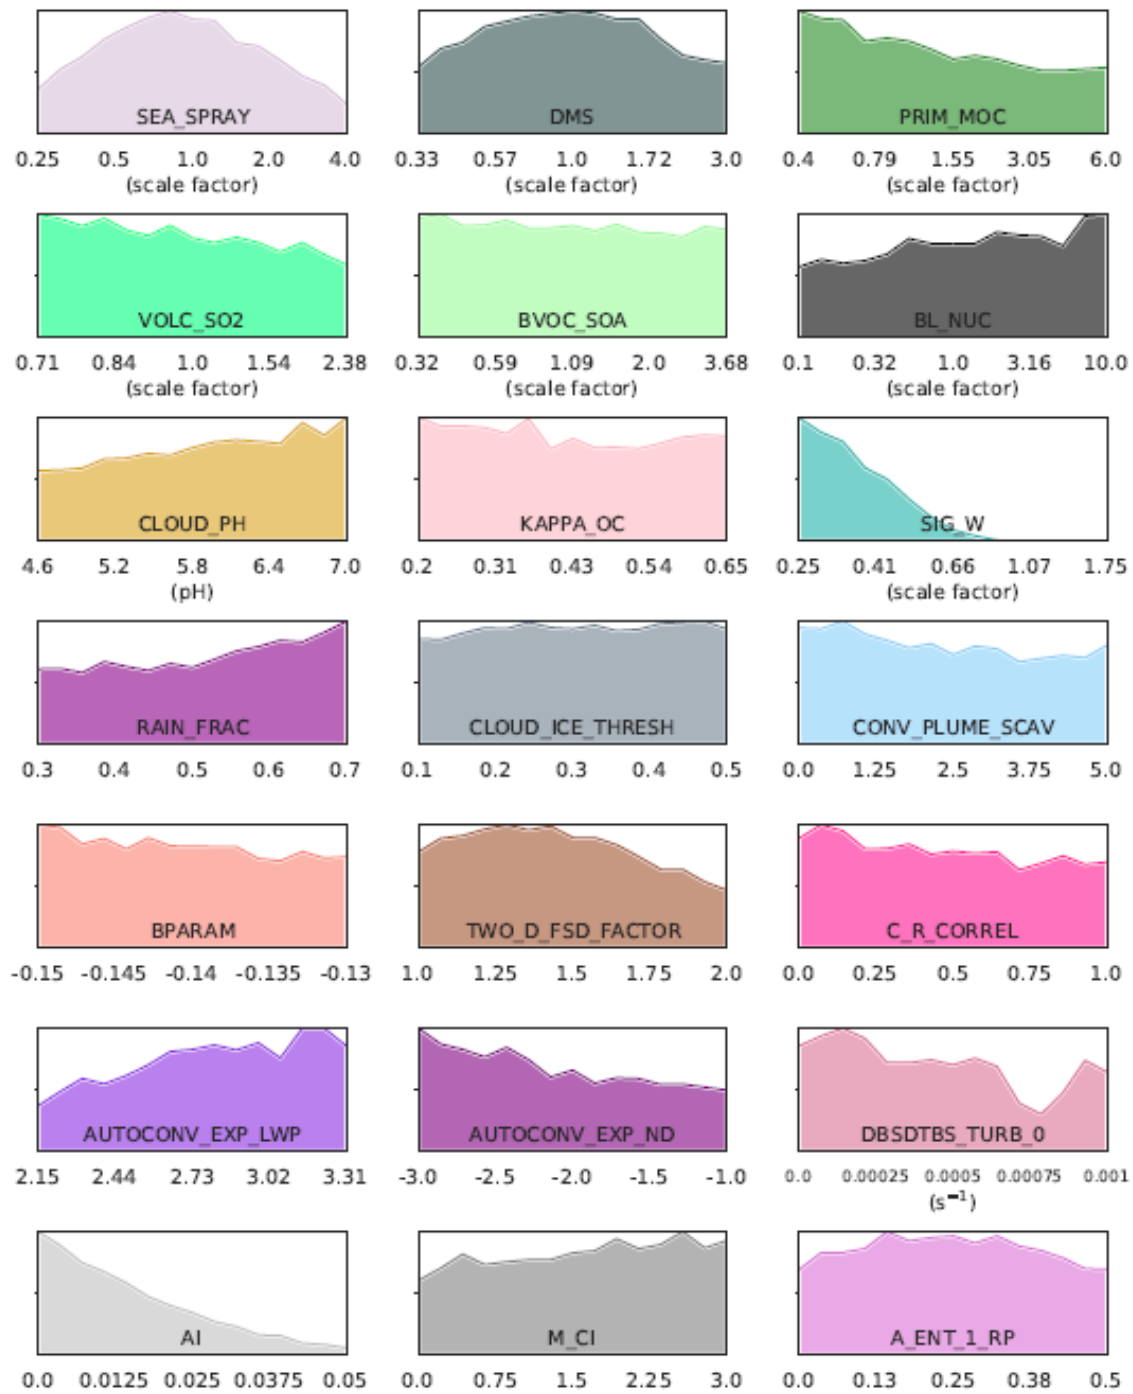 SEA_SPRAY DMS PRIM_MOC
0.25 0.5 1.0 2.0 4.0 0.33 0.57 1.0 1.72 3.0 0.4 0.79 1.55 3.05 6.0
(scale factor) (scale factor) (scale factor)
VOLC_SO2 BVOC_SOA BL_NUC
0.71 0.84 1.0 1.54 2.38 0.32 0.59 1.09 2.0 3.68 0.1 0.32 1.0 3.16 10.0
(scale factor) (scale factor) (scale factor)
CLOUD_PH KAPPA_OC SIG_W
4.6 5.2 5.8 6.4 7.0 0.2 0.31 0.43 0.54 0.65 0.25 0.41 0.66 1.07 1.75
(pH) (scale factor)
RAIN_FRAC CLOUD_ICE_THRESH CONV_PLUME_SCAV
0.3 0.4 0.5 0.6 0.7 0.1 0.2 0.3 0.4 0.5 0.0 1.25 2.5 3.75 5.0
BPARAM TWO_D_FSD_FACTOR C_R_CORREL
-0.15 -0.145 -0.14 -0.135 -0.13 1.0 1.25 1.5 1.75 2.0 0.0 0.25 0.5 0.75 1.0
AUTOCONV_EXP_LWP AUTOCONV_EXP_ND DBSDTBS_TURB_0
2.15 2.44 2.73 3.02 3.31 -3.0 -2.5 -2.0 -1.5 -1.0 0.0 0.00025 0.0005 0.00075 0.001
(s⁻¹)
AI M_CI A_ENT_1_RP
0.0 0.0125 0.025 0.0375 0.05 0.0 0.75 1.5 2.25 3.0 0.0 0.13 0.25 0.38 0.5